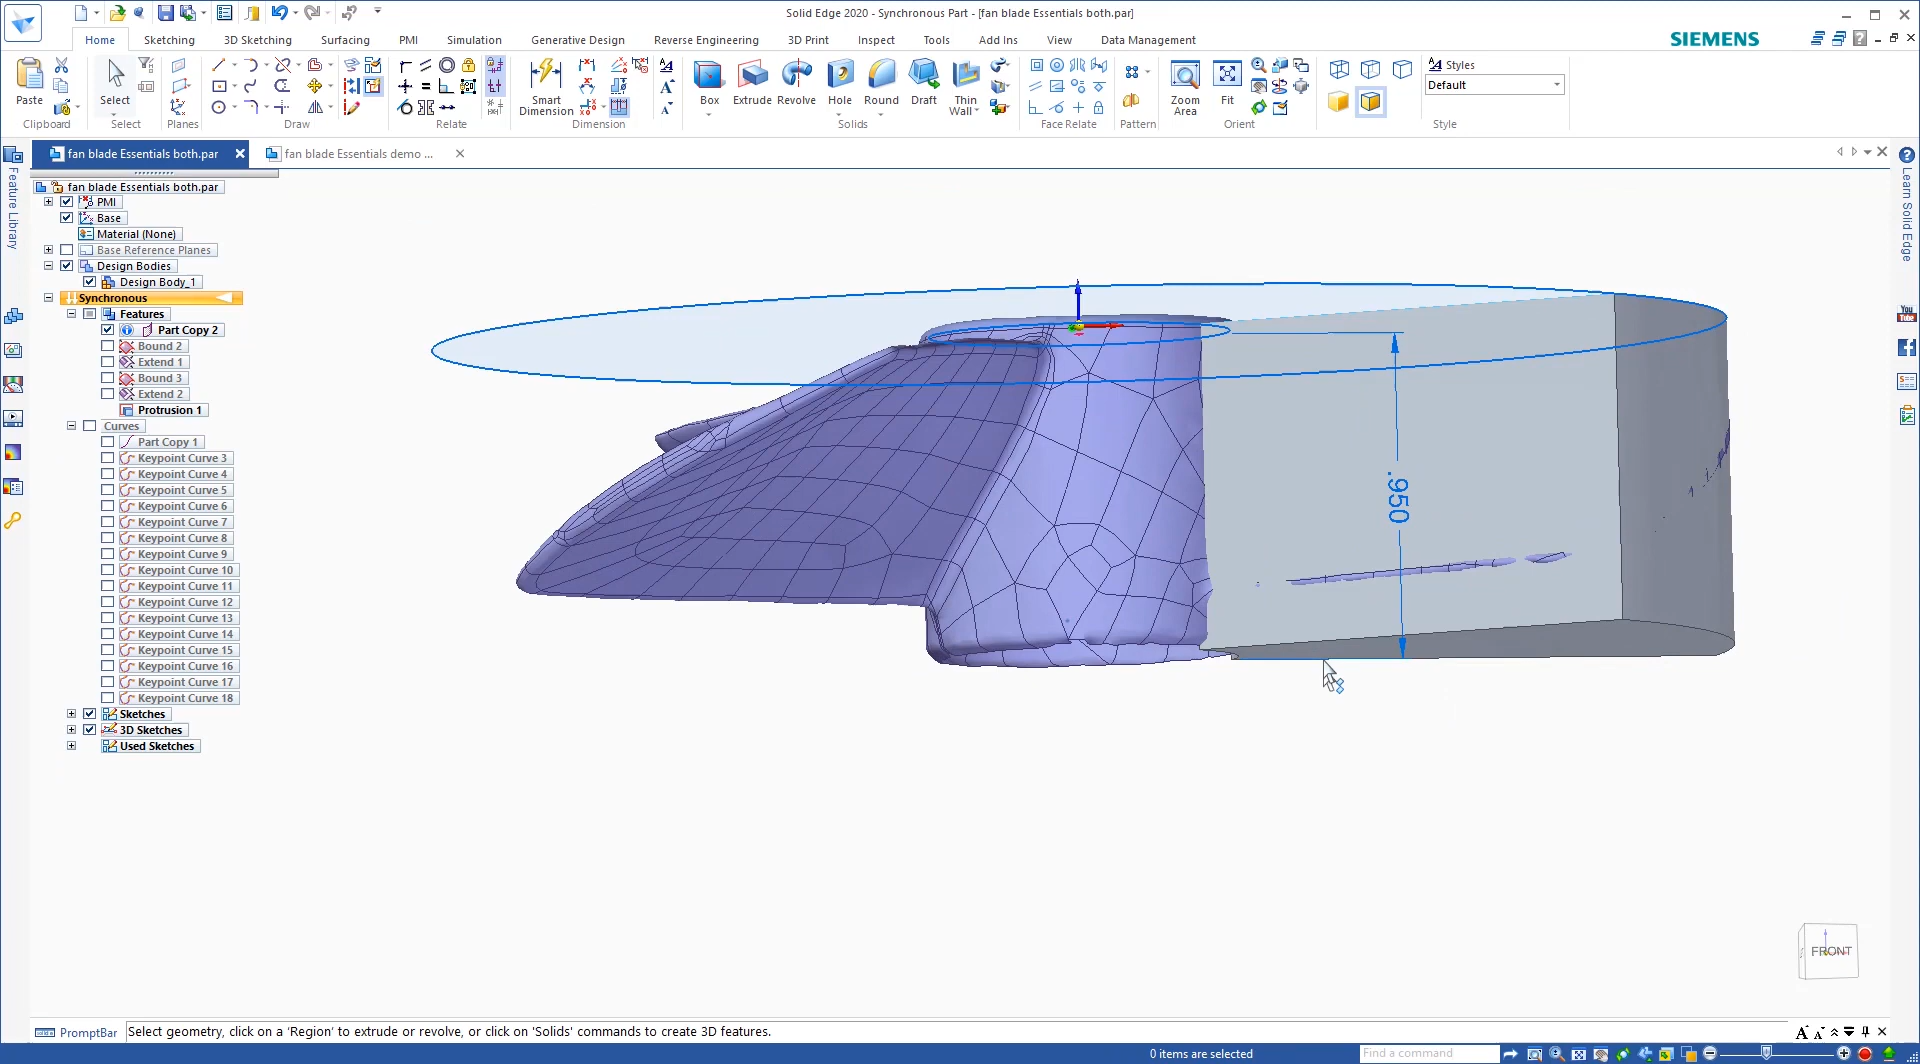 Solid Edge 2020 - Synchronous Part - [fan blade Essentials both.par]
Home Sketching 3D Sketching Surfacing PMI Simulation Generative Design Reverse Engineering 3D Print Inspect Tools Add Ins View Data Management
SIEMENS
Paste
Clipboard
Select
Select
Planes
Draw
Relate
Smart Dimension
Dimension
Box Extrude Revolve Hole Round Draft Thin Wall
Solids
Face Relate
Pattern
Zoom Area
Fit
Orient
Styles
Default
Style
fan blade Essentials both.par
fan blade Essentials demo ...
Feature Library
Learn Solid Edge
You Tube
fan blade Essentials both.par
PMI
Base
Material (None)
Base Reference Planes
Design Bodies
Design Body_1
Synchronous
Features
Part Copy 2
Bound 2
Extend 1
Bound 3
Extend 2
Protrusion 1
Curves
Part Copy 1
Keypoint Curve 3
Keypoint Curve 4
Keypoint Curve 5
Keypoint Curve 6
Keypoint Curve 7
Keypoint Curve 8
Keypoint Curve 9
Keypoint Curve 10
Keypoint Curve 11
Keypoint Curve 12
Keypoint Curve 13
Keypoint Curve 14
Keypoint Curve 15
Keypoint Curve 16
Keypoint Curve 17
Keypoint Curve 18
Sketches
3D Sketches
Used Sketches
.950
FRONT
PromptBar
Select geometry, click on a 'Region' to extrude or revolve, or click on 'Solids' commands to create 3D features.
0 items are selected
Find a command